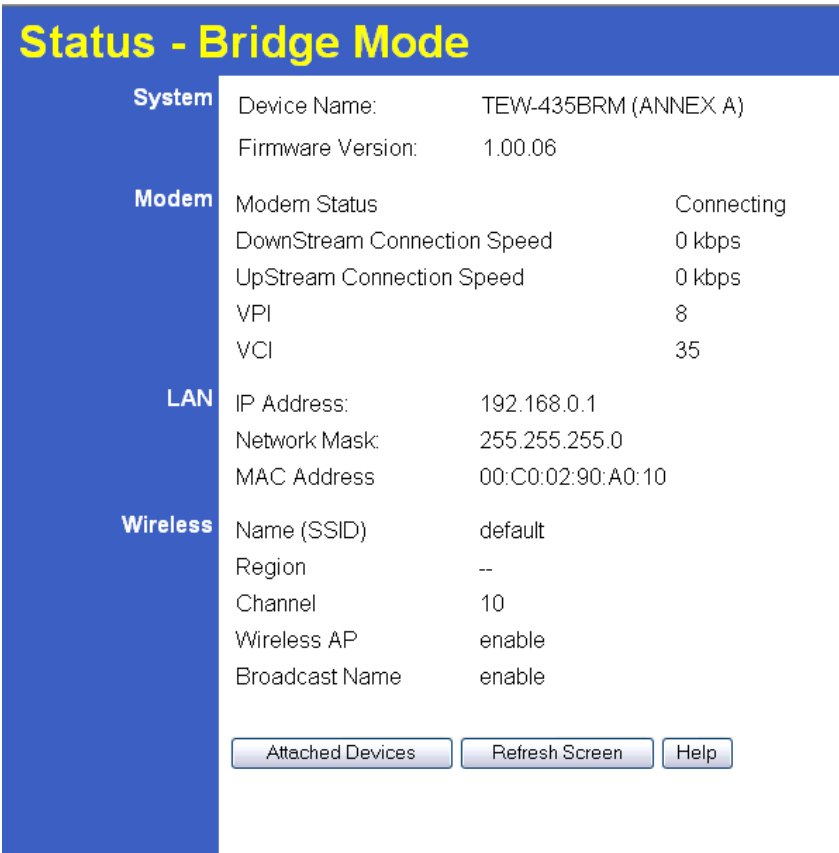 Status - Bridge Mode
System
Device Name: TEW-435BRM (ANNEX A)
Firmware Version: 1.00.06
Modem
Modem Status Connecting
DownStream Connection Speed 0 kbps
UpStream Connection Speed 0 kbps
VPI 8
VCI 35
LAN
IP Address: 192.168.0.1
Network Mask: 255.255.255.0
MAC Address 00:C0:02:90:A0:10
Wireless
Name (SSID) default
Region --
Channel 10
Wireless AP enable
Broadcast Name enable
Attached Devices Refresh Screen Help